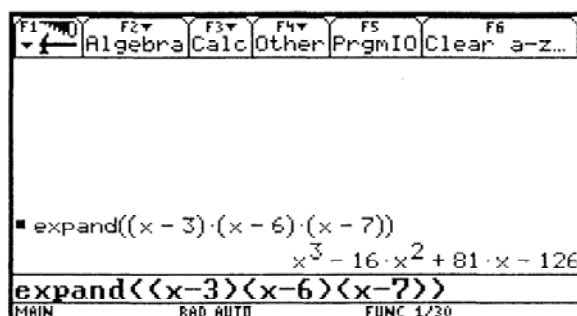 F1 F2▼ F3▼ F4▼ F5 F6
Algebra Calc Other PrgmIO Clear a-z…
■ expand((x - 3)·(x - 6)·(x - 7))
x³ - 16·x² + 81·x - 126
expand((x-3)(x-6)(x-7))
MAIN RAD AUTO FUNC 1/30